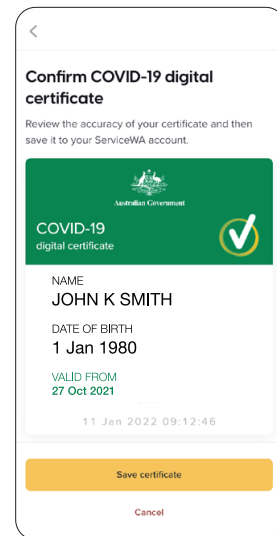 Confirm COVID-19 digital
certificate
Review the accuracy of your certificate and then
save it to your ServiceWA account.
Australian Government
COVID-19
digital certificate
NAME
JOHN K SMITH
DATE OF BIRTH
1 Jan 1980
VALID FROM
27 Oct 2021
11 Jan 2022 09:12:46
Save certificate
Cancel